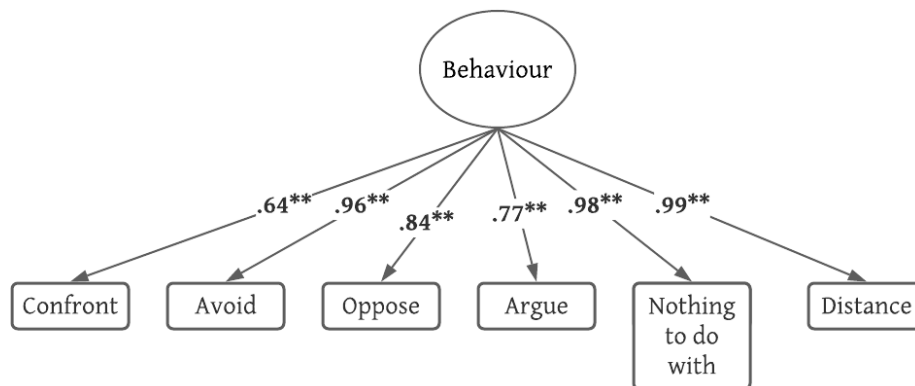 Behaviour
.64**
.96**
.84**
.77**
.98**
.99**
Confront
Avoid
Oppose
Argue
Nothing
to do
with
Distance